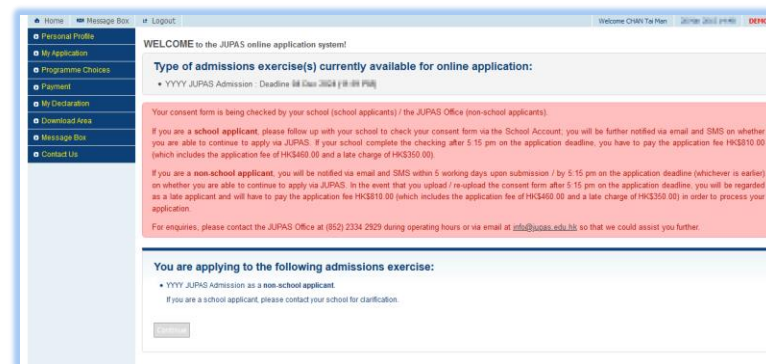 Home Message Box Logout Welcome CHAN Tai Man DEMO
Personal Profile
My Application
Programme Choices
Payment
My Declaration
Download Area
Message Box
Contact Us
WELCOME to the JUPAS online application system!
Type of admissions exercise(s) currently available for online application:
• YYYY JUPAS Admission : Deadline
Your consent form is being checked by your school (school applicants) / the JUPAS Office (non-school applicants).
If you are a school applicant, please follow up with your school to check your consent form via the School Account; you will be further notified via email and SMS on whether
you are able to continue to apply via JUPAS. If your school complete the checking after 5:15 pm on the application deadline, you have to pay the application fee HK$810.00
(which includes the application fee of HK$460.00 and a late charge of HK$350.00).
If you are a non-school applicant, you will be notified via email and SMS within 5 working days upon submission / by 5:15 pm on the application deadline (whichever is earlier)
on whether you are able to continue to apply via JUPAS. In the event that you upload / re-upload the consent form after 5:15 pm on the application deadline, you will be regarded
as a late applicant and will have to pay the application fee HK$810.00 (which includes the application fee of HK$460.00 and a late charge of HK$350.00) in order to process your
application.
For enquiries, please contact the JUPAS Office at (852) 2334 2929 during operating hours or via email at info@jupas.edu.hk so that we could assist you further.
You are applying to the following admissions exercise:
• YYYY JUPAS Admission as a non-school applicant.
If you are a school applicant, please contact your school for clarification.
Continue